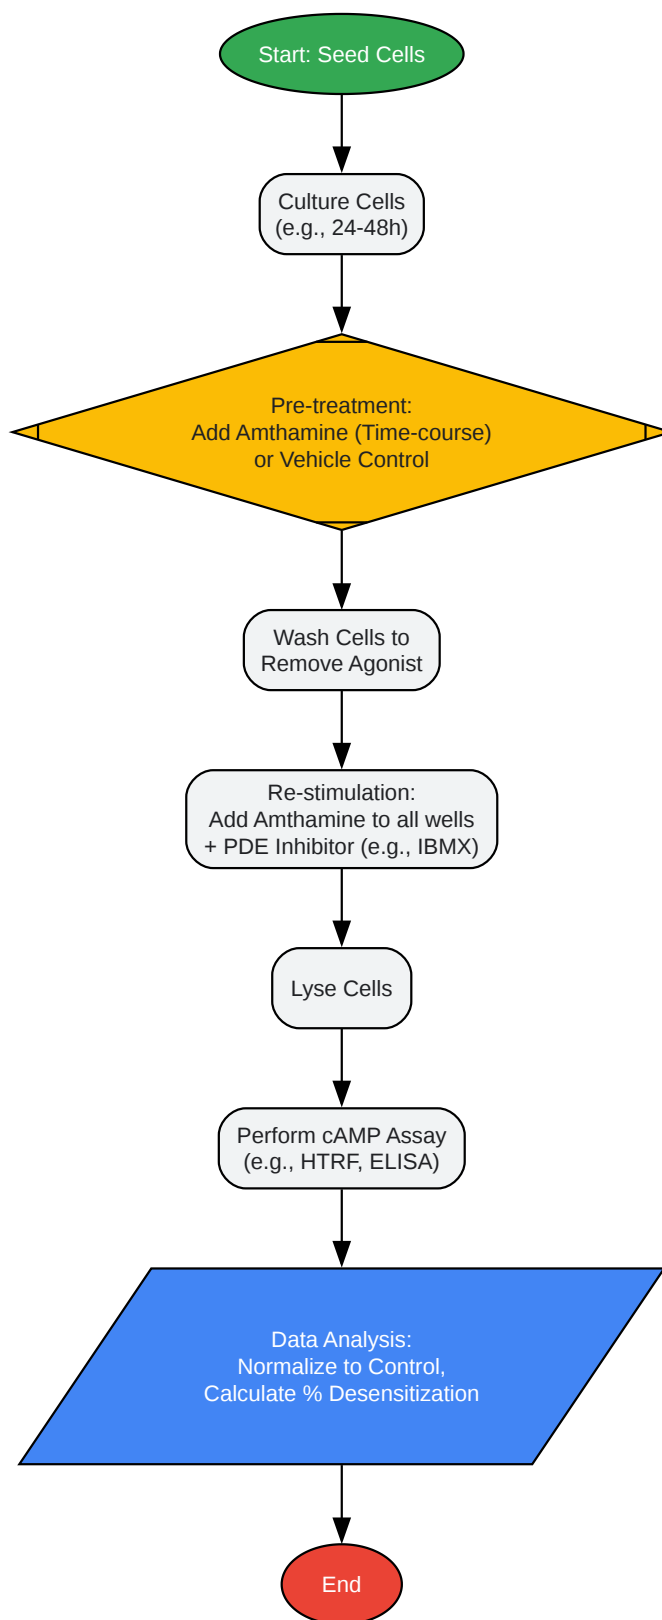 Start: Seed Cells
Culture Cells
(e.g., 24-48h)
Pre-treatment:
Add Amthamine (Time-course)
or Vehicle Control
Wash Cells to
Remove Agonist
Re-stimulation:
Add Amthamine to all wells
+ PDE Inhibitor (e.g., IBMX)
Lyse Cells
Perform cAMP Assay
(e.g., HTRF, ELISA)
Data Analysis:
Normalize to Control,
Calculate % Desensitization
End